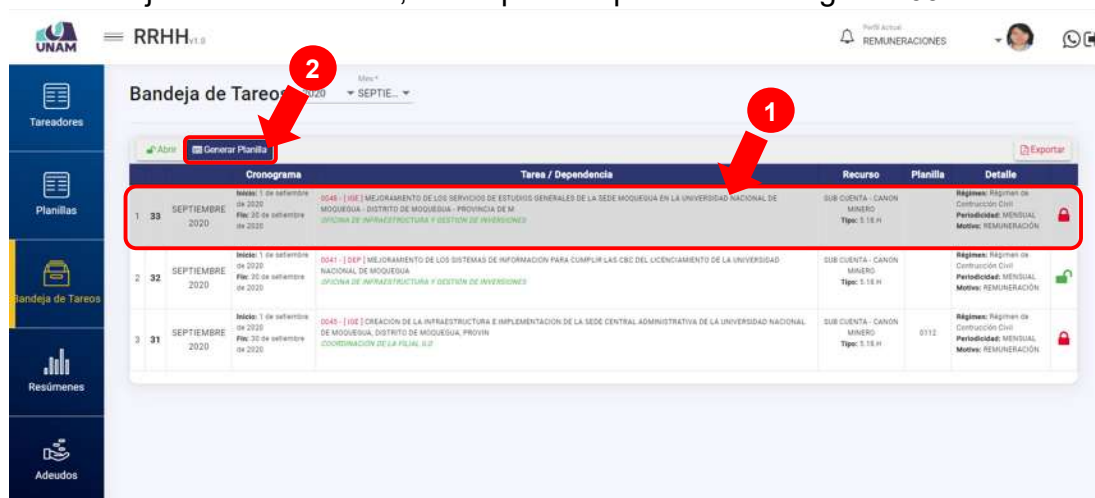 UNAM
RRHH v1.0
Perfil Actual
REMUNERACIONES
Tareadores
Planillas
Bandeja de Tareos
Resúmenes
Adeudos
Bandeja de Tareos
Mes *
SEPTIE...
2
1
Abrir
Generar Planilla
Exportar
Cronograma Tarea / Dependencia Recurso Planilla Detalle
1 33 SEPTIEMBRE 2020
Inicio: 1 de setiembre de 2020
Fin: 30 de setiembre de 2020
0048 - [ IGE ] MEJORAMIENTO DE LOS SERVICIOS DE ESTUDIOS GENERALES DE LA SEDE MOQUEGUA EN LA UNIVERSIDAD NACIONAL DE
MOQUEGUA - DISTRITO DE MOQUEGUA - PROVINCIA DE M
OFICINA DE INFRAESTRUCTURA Y GESTION DE INVERSIONES
SUB CUENTA - CANON
MINERO
Tipo: 5.18.H
Régimen: Régimen de
Contrucción Civil
Periodicidad: MENSUAL
Motivo: REMUNERACIÓN
2 32 SEPTIEMBRE 2020
Inicio: 1 de setiembre de 2020
Fin: 30 de setiembre de 2020
0041 - [ DEP ] MEJORAMIENTO DE LOS SISTEMAS DE INFORMACION PARA CUMPLIR LAS CBC DEL LICENCIAMIENTO DE LA UNIVERSIDAD
NACIONAL DE MOQUEGUA
OFICINA DE INFRAESTRUCTURA Y GESTION DE INVERSIONES
SUB CUENTA - CANON
MINERO
Tipo: 5.18.H
Régimen: Régimen de
Contrucción Civil
Periodicidad: MENSUAL
Motivo: REMUNERACIÓN
3 31 SEPTIEMBRE 2020
Inicio: 1 de setiembre de 2020
Fin: 30 de setiembre de 2020
0045 - [ IGE ] CREACION DE LA INFRAESTRUCTURA E IMPLEMENTACION DE LA SEDE CENTRAL ADMINISTRATIVA DE LA UNIVERSIDAD NACIONAL
DE MOQUEGUA, DISTRITO DE MOQUEGUA, PROVIN
COORDINACIÓN DE LA FILIAL ILO
SUB CUENTA - CANON
MINERO
Tipo: 5.18.H
0112
Régimen: Régimen de
Contrucción Civil
Periodicidad: MENSUAL
Motivo: REMUNERACIÓN